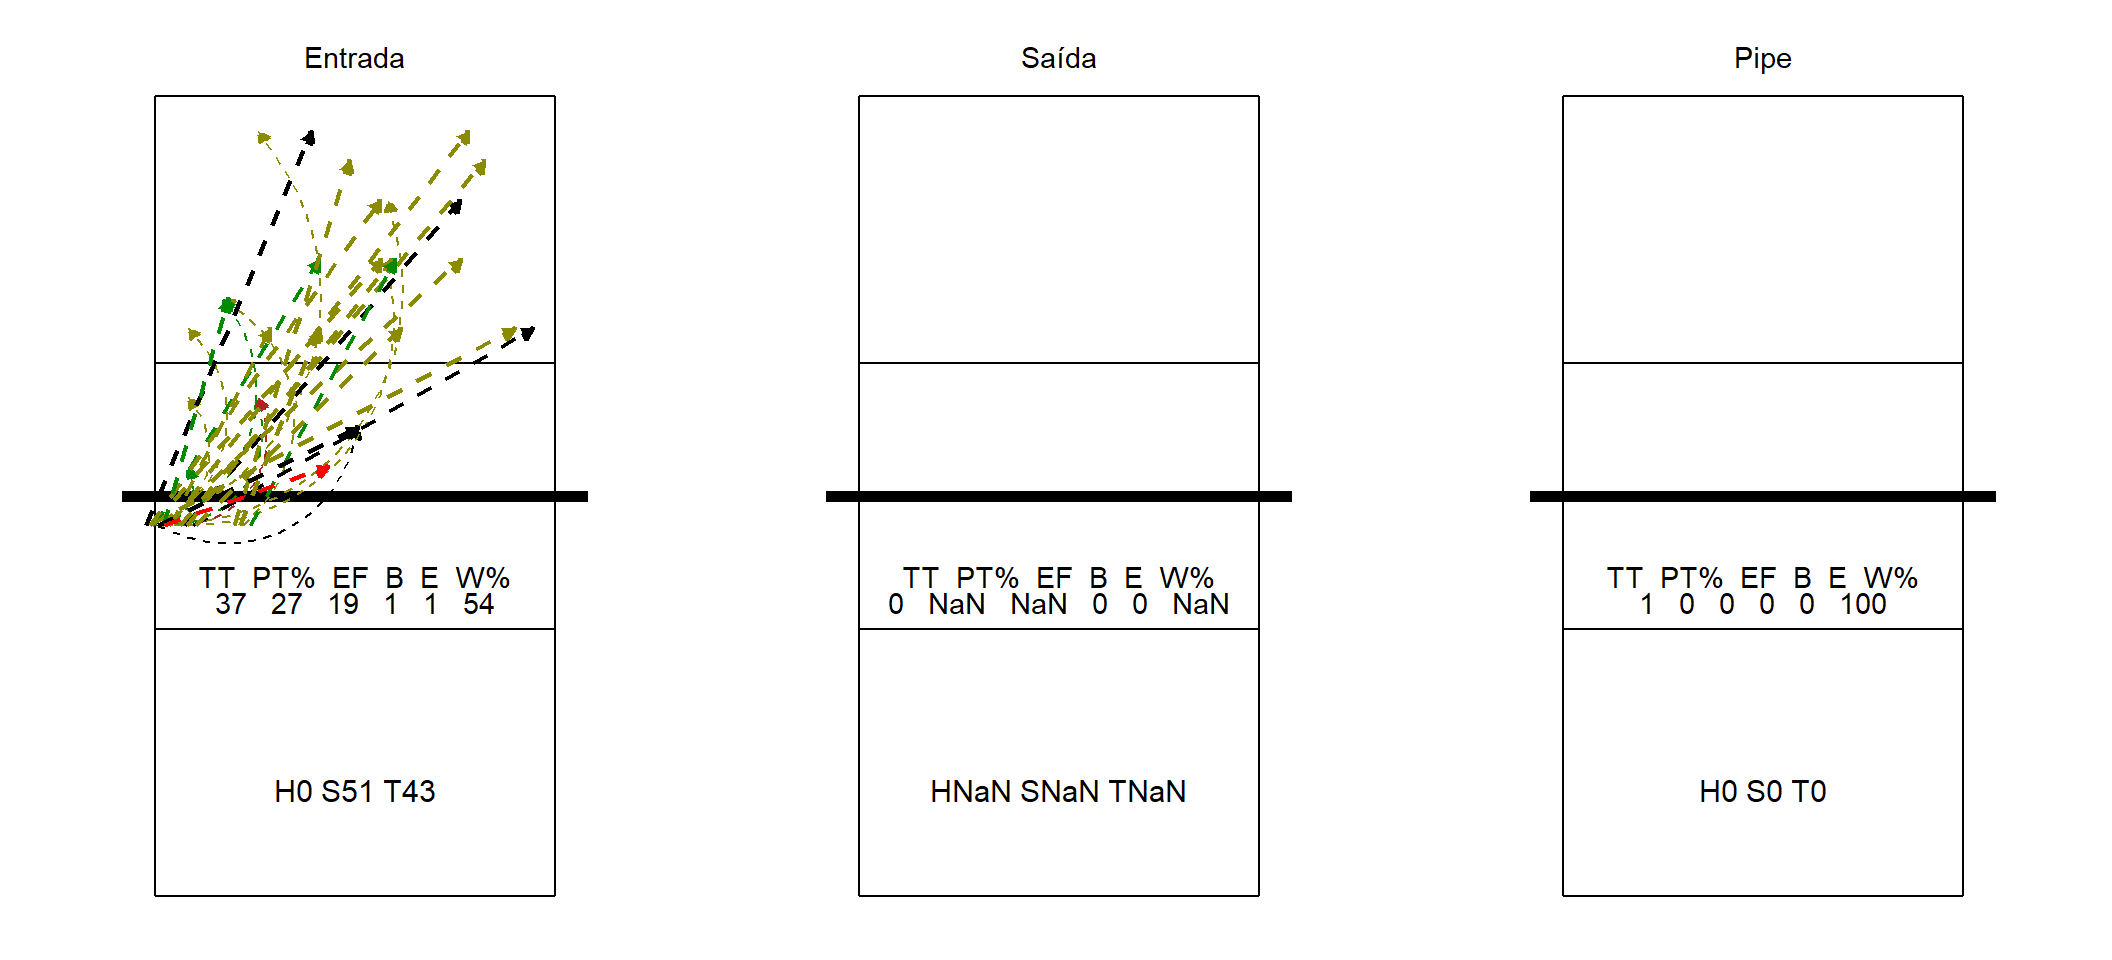 Entrada
TT PT% EF B E W%
37 27 19 1 1 54
H0 S51 T43
Saída
TT PT% EF B E W%
0 NaN NaN 0 0 NaN
HNaN SNaN TNaN
Pipe
TT PT% EF B E W%
1 0 0 0 0 100
H0 S0 T0